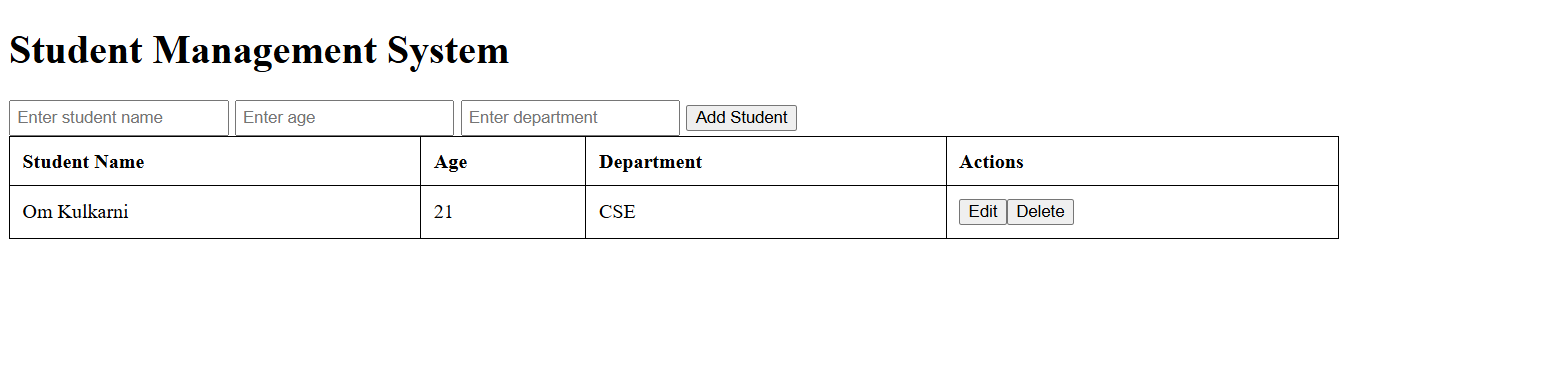 Student Management System
Enter student name Enter age Enter department Add Student
Student Name Age Department Actions
Om Kulkarni 21 CSE Edit Delete